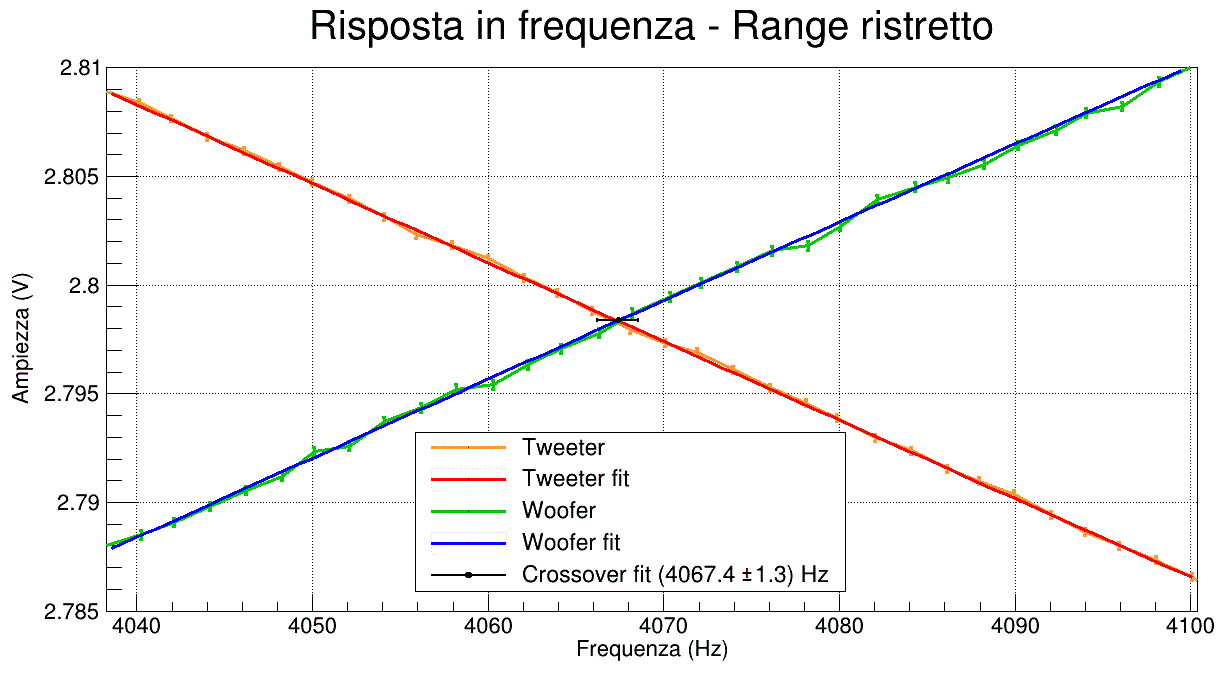 Risposta in frequenza - Range ristretto
2.81
2.805
2.8
2.795
2.79
2.785
Ampiezza (V)
Tweeter
Tweeter fit
Woofer
Woofer fit
Crossover fit (4067.4 ±1.3) Hz
4040 4050 4060 4070 4080 4090 4100
Frequenza (Hz)